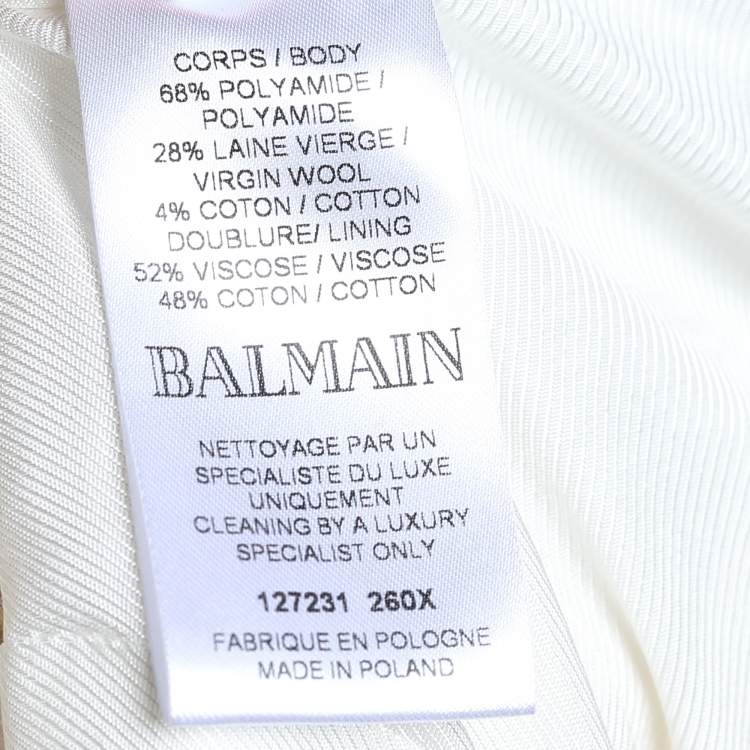 CORPS / BODY
68% POLYAMIDE /
POLYAMIDE
28% LAINE VIERGE /
VIRGIN WOOL
4% COTON / COTTON
DOUBLURE/ LINING
52% VISCOSE / VISCOSE
48% COTON / COTTON
BALMAIN
NETTOYAGE PAR UN
SPECIALISTE DU LUXE
UNIQUEMENT
CLEANING BY A LUXURY
SPECIALIST ONLY
127231 260X
FABRIQUE EN POLOGNE
MADE IN POLAND